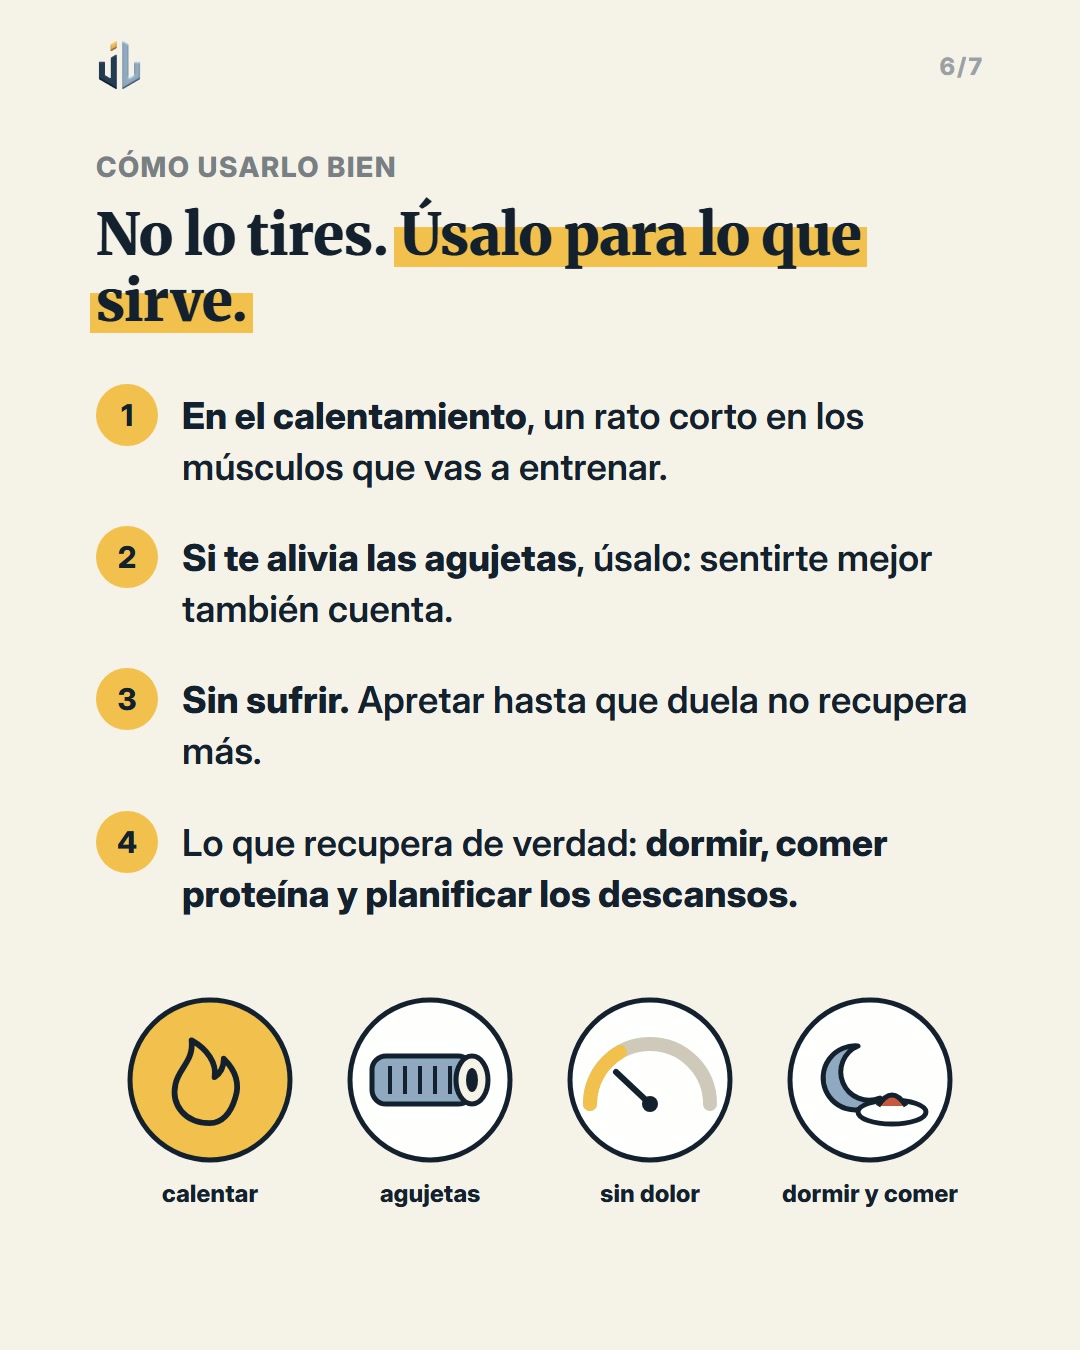 6/7
CÓMO USARLO BIEN
No lo tires. Úsalo para lo que
sirve.
1 En el calentamiento, un rato corto en los
músculos que vas a entrenar.
2 Si te alivia las agujetas, úsalo: sentirte mejor
también cuenta.
3 Sin sufrir. Apretar hasta que duela no recupera
más.
4 Lo que recupera de verdad: dormir, comer
proteína y planificar los descansos.
calentar
agujetas
sin dolor
dormir y comer